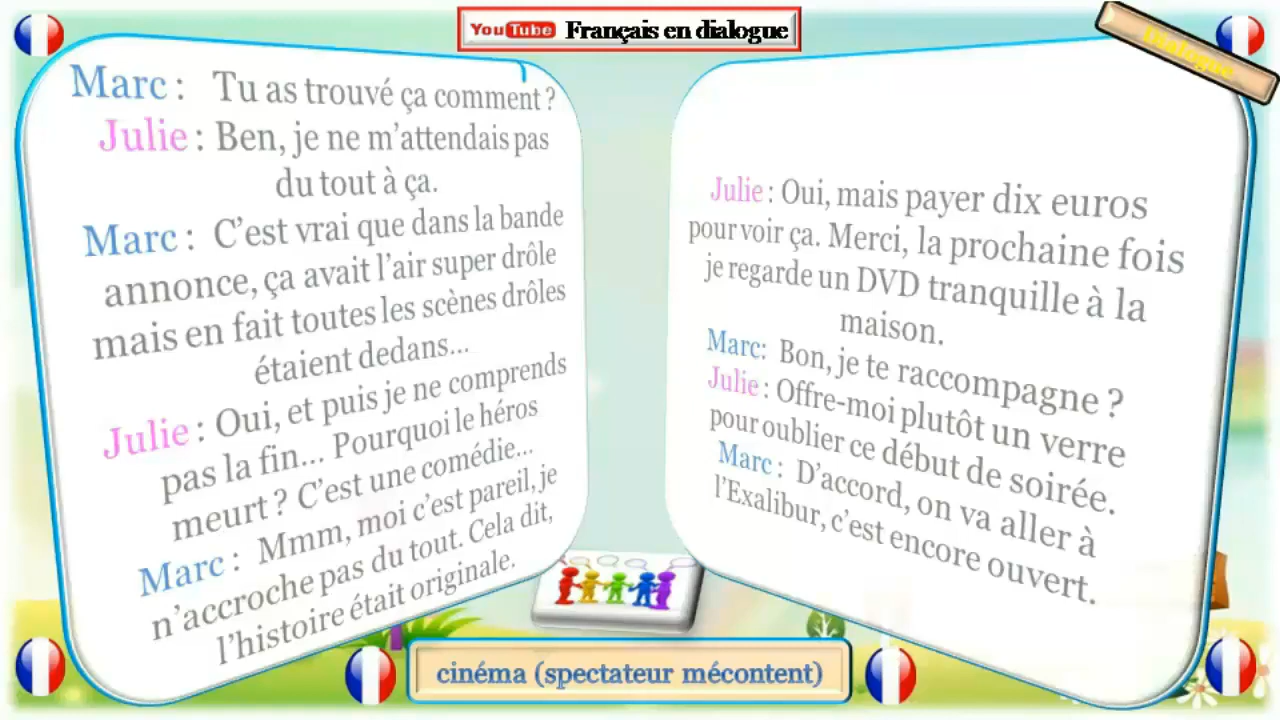 YouTube Français en dialogue
Dialogue
Marc : Tu as trouvé ça comment ?
Julie : Ben, je ne m'attendais pas
du tout à ça.
Marc : C'est vrai que dans la bande
annonce, ça avait l'air super drôle
mais en fait toutes les scènes drôles
étaient dedans...
Julie : Oui, et puis je ne comprends
pas la fin... Pourquoi le héros
meurt ? C'est une comédie...
Marc : Mmm, moi c'est pareil, je
n'accroche pas du tout. Cela dit,
l'histoire était originale.
Julie : Oui, mais payer dix euros
pour voir ça. Merci, la prochaine fois
je regarde un DVD tranquille à la
maison.
Marc: Bon, je te raccompagne ?
Julie : Offre-moi plutôt un verre
pour oublier ce début de soirée.
Marc : D'accord, on va aller à
l'Exalibur, c'est encore ouvert.
cinéma (spectateur mécontent)